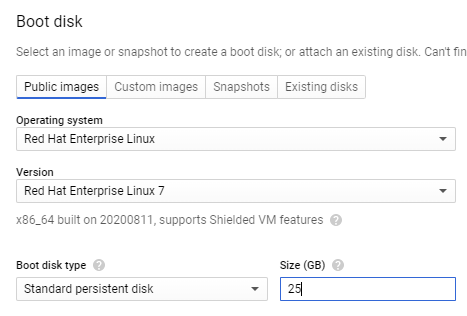 Boot disk
Select an image or snapshot to create a boot disk; or attach an existing disk. Can't fin
Public images Custom images Snapshots Existing disks
Operating system
Red Hat Enterprise Linux
Version
Red Hat Enterprise Linux 7
x86_64 built on 20200811, supports Shielded VM features ?
Boot disk type ? Size (GB) ?
Standard persistent disk 25